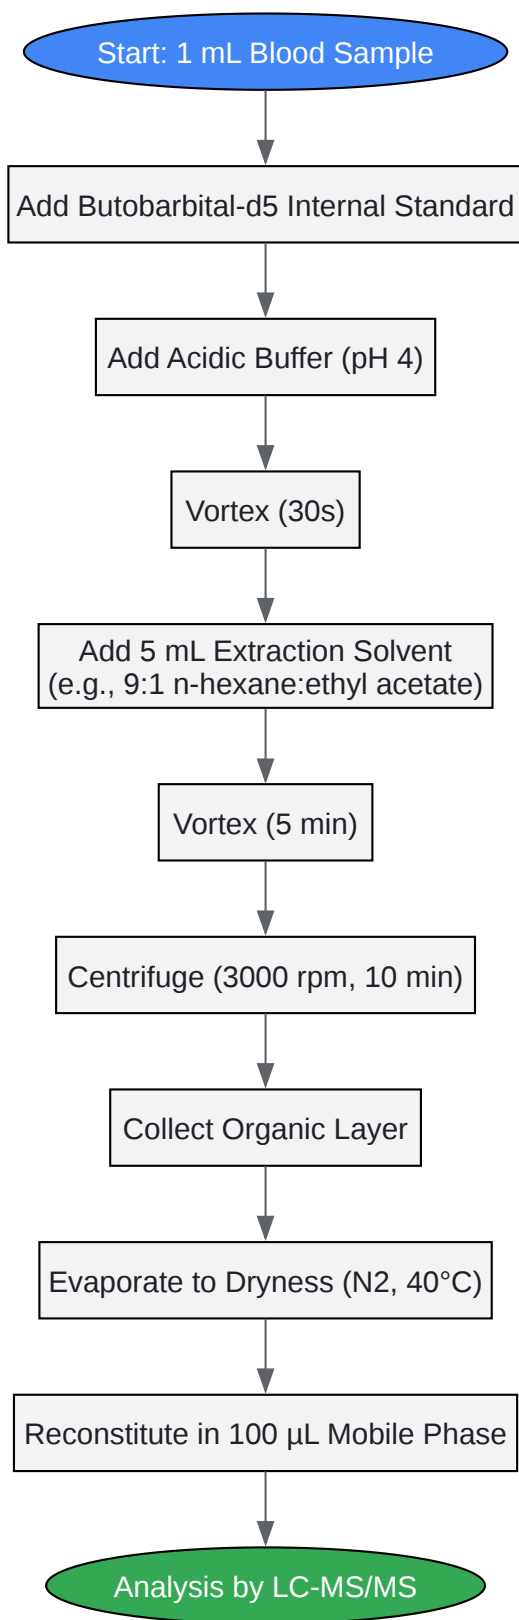 Start: 1 mL Blood Sample
Add Butobarbital-d5 Internal Standard
Add Acidic Buffer (pH 4)
Vortex (30s)
Add 5 mL Extraction Solvent
(e.g., 9:1 n-hexane:ethyl acetate)
Vortex (5 min)
Centrifuge (3000 rpm, 10 min)
Collect Organic Layer
Evaporate to Dryness (N2, 40°C)
Reconstitute in 100 µL Mobile Phase
Analysis by LC-MS/MS